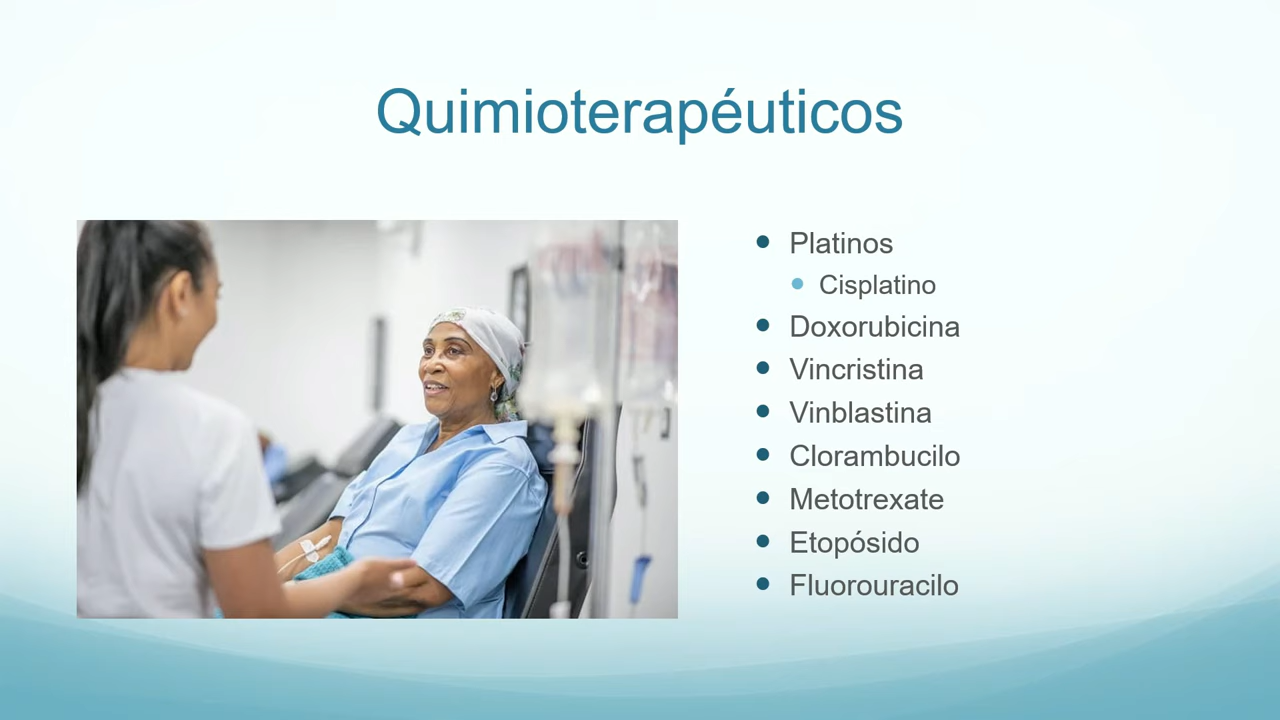 Quimioterapéuticos
Platinos
Cisplatino
Doxorubicina
Vincristina
Vinblastina
Clorambucilo
Metotrexate
Etopósido
Fluorouracilo